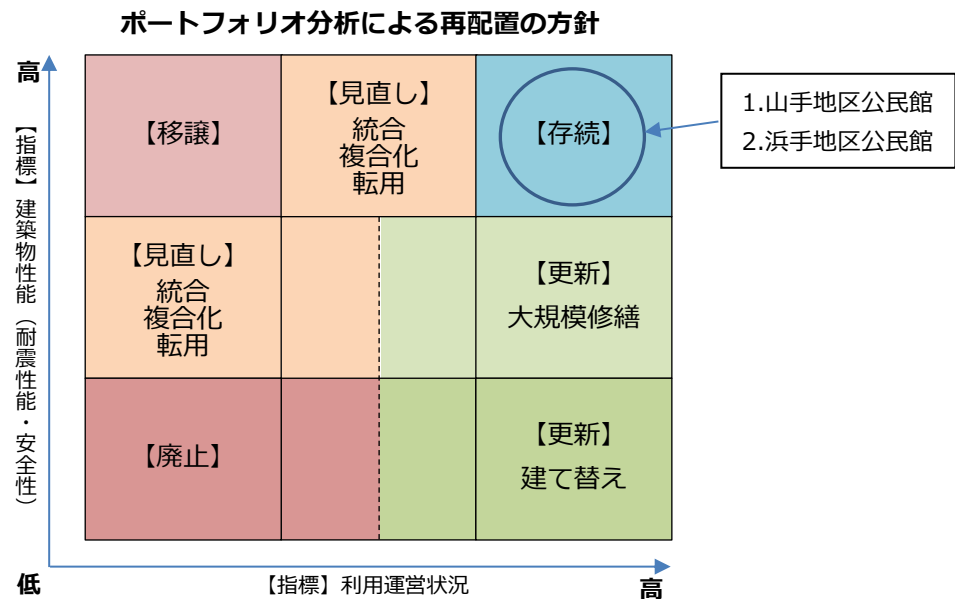 ポートフォリオ分析による再配置の方針
高
【指標】建築物性能（耐震性能・安全性）
【移譲】
【見直し】
統合
複合化
転用
【存続】
1.山手地区公民館
2.浜手地区公民館
【見直し】
統合
複合化
転用
【更新】
大規模修繕
【廃止】
【更新】
建て替え
低
【指標】利用運営状況
高